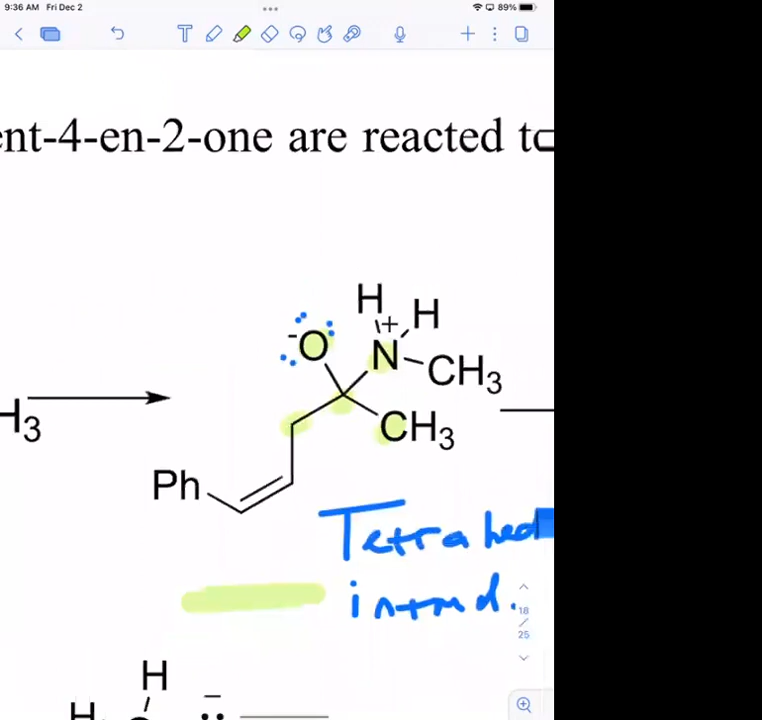 9:36 AM Fri Dec 2
89%
ent-4-en-2-one are reacted to
H H
-O N + CH3
H3
CH3
Ph
Tetrahed
intmd.
18
/
25
H
H